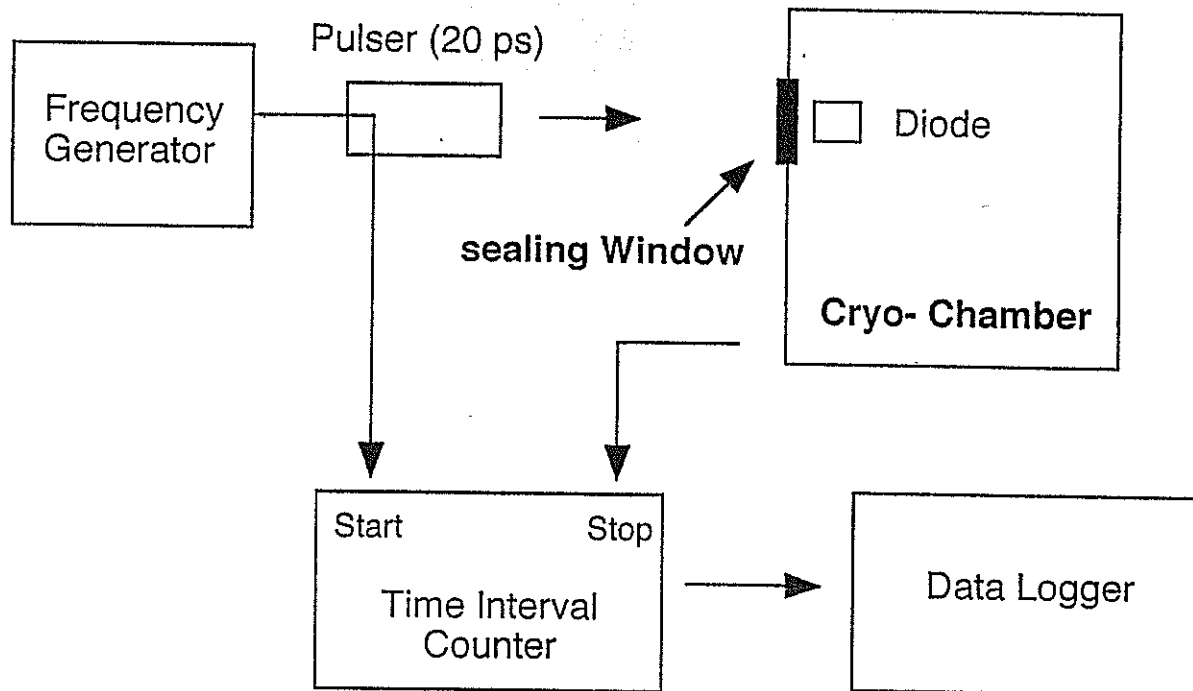 Pulser (20 ps)
Frequency
Generator
Diode
sealing Window
Cryo- Chamber
Start
Stop
Time Interval
Counter
Data Logger